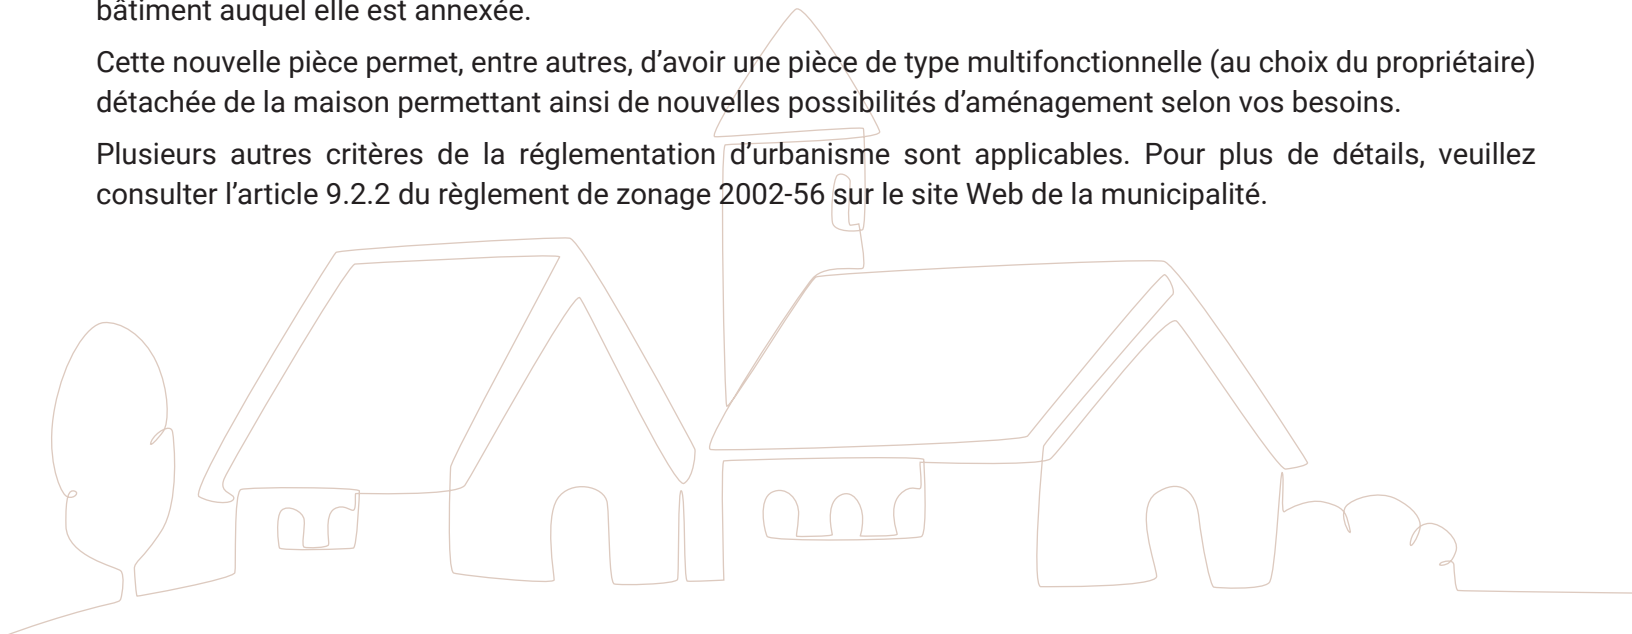 bâtiment auquel elle est annexée.
Cette nouvelle pièce permet, entre autres, d’avoir une pièce de type multifonctionnelle (au choix du propriétaire)
détachée de la maison permettant ainsi de nouvelles possibilités d’aménagement selon vos besoins.
Plusieurs autres critères de la réglementation d’urbanisme sont applicables. Pour plus de détails, veuillez
consulter l’article 9.2.2 du règlement de zonage 2002-56 sur le site Web de la municipalité.